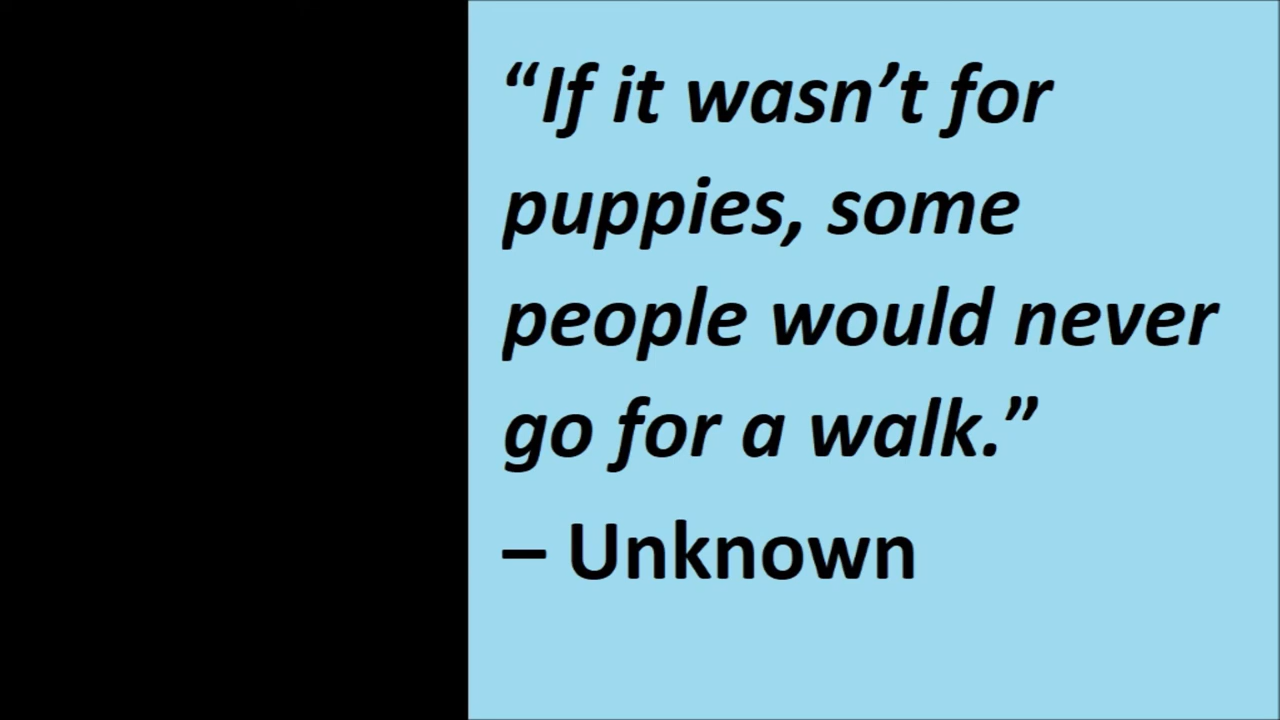 “If it wasn’t for
puppies, some
people would never
go for a walk.”
– Unknown